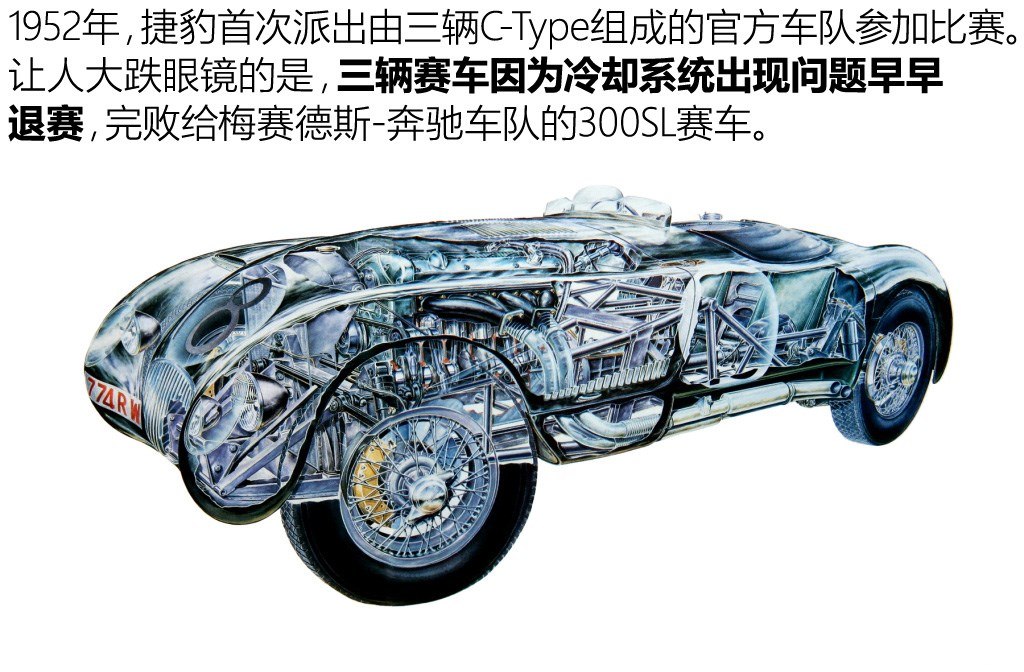 1952年,捷豹首次派出由三辆C-Type组成的官方车队参加比赛。
让人大跌眼镜的是,三辆赛车因为冷却系统出现问题早早
退赛,完败给梅赛德斯-奔驰车队的300SL赛车。
774RW